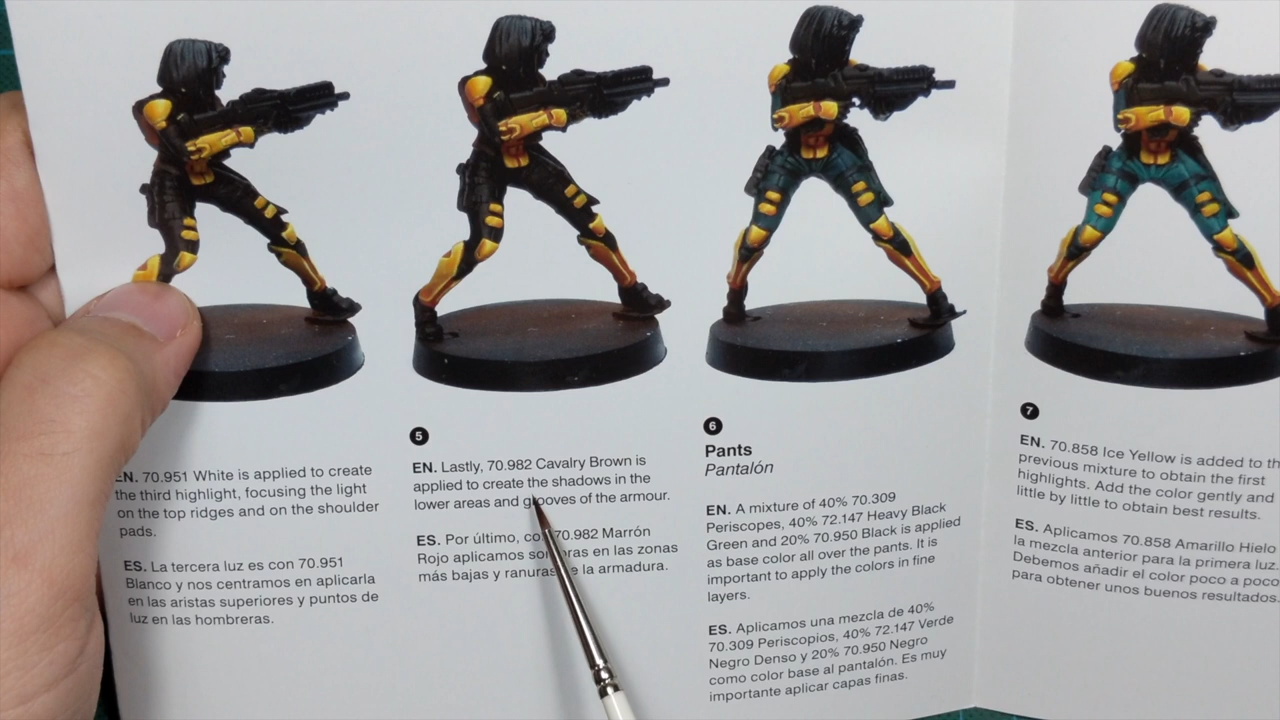 EN. 70.951 White is applied to create
the third highlight, focusing the light
on the top ridges and on the shoulder
pads.
ES. La tercera luz es con 70.951
Blanco y nos centramos en aplicarla
en las aristas superiores y puntos de
luz en las hombreras.
5
EN. Lastly, 70.982 Cavalry Brown is
applied to create the shadows in the
lower areas and grooves of the armour.
ES. Por último, con 70.982 Marrón
Rojo aplicamos sombras en las zonas
más bajas y ranuras de la armadura.
6
Pants
Pantalón
EN. A mixture of 40% 70.309
Periscopes, 40% 72.147 Heavy Black
Green and 20% 70.950 Black is applied
as base color all over the pants. It is
important to apply the colors in fine
layers.
ES. Aplicamos una mezcla de 40%
70.309 Periscopios, 40% 72.147 Verde
Negro Denso y 20% 70.950 Negro
como color base al pantalón. Es muy
importante aplicar capas finas.
7
EN. 70.858 Ice Yellow is added to
previous mixture to obtain the first
highlights. Add the color gently and
little by little to obtain best results.
ES. Aplicamos 70.858 Amarillo Hielo
la mezcla anterior para la primera luz.
Debemos añadir el color poco a poco
para obtener unos buenos resultados.